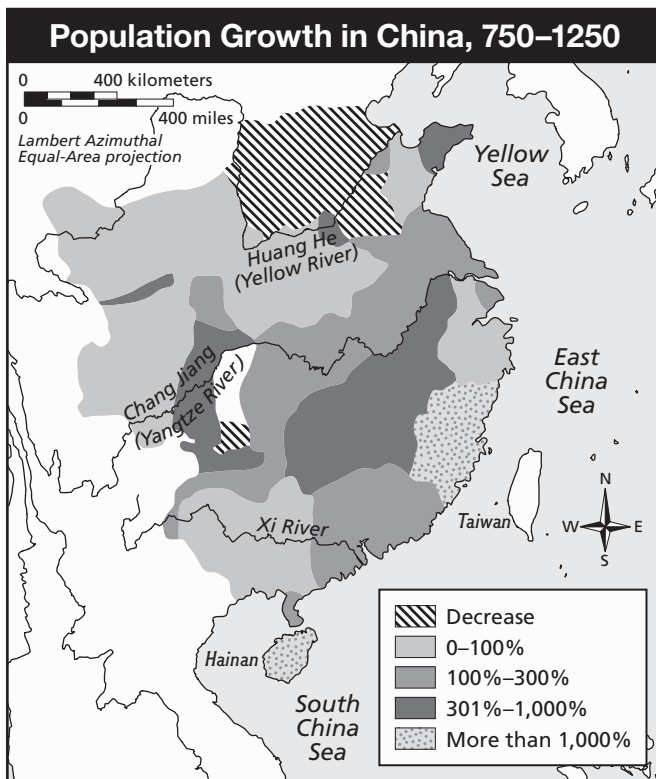 Population Growth in China, 750–1250
0 400 kilometers
0 400 miles
Lambert Azimuthal
Equal-Area projection
Yellow
Sea
Huang He
(Yellow River)
Chang Jiang
(Yangtze River)
East
China
Sea
Xi River
Taiwan
N
W E
S
Hainan
South
China
Sea
Decrease
0–100%
100%–300%
301%–1,000%
More than 1,000%